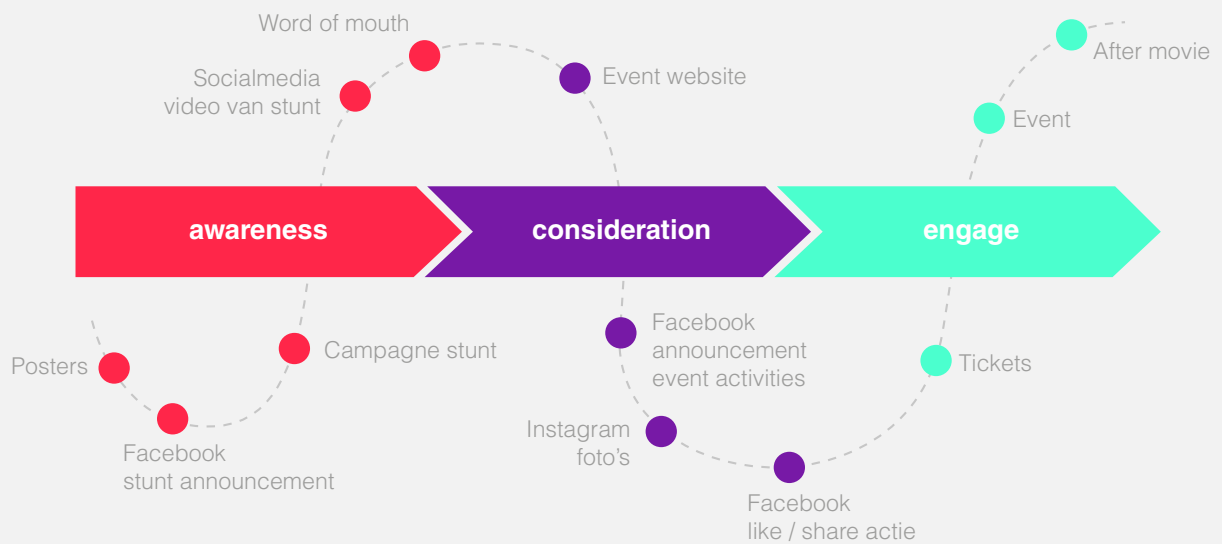 Word of mouth
Socialmedia
video van stunt
Event website
After movie
Event
awareness
consideration
engage
Posters
Campagne stunt
Facebook
stunt announcement
Facebook
announcement
event activities
Tickets
Instagram
foto's
Facebook
like / share actie